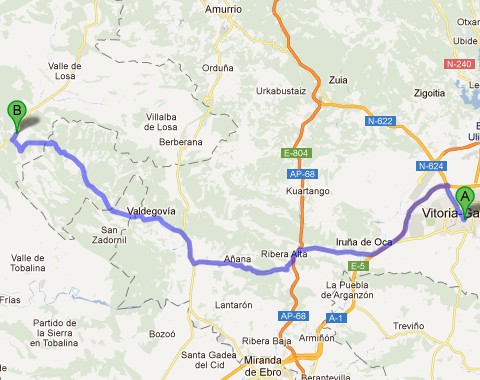 Amurrio
Otxar
Ubide
N-240
Valle de
Losa
Orduña
Zuia
Urkabustaiz
Zigoitia
B
Villalba
de Losa
N-622
Berberana
E-804
N-624
AP-68
Kuartango
A
Valdegovía
Vitoria-Ga
San
Zadornil
Iruña de Oca
Ribera Alta
Añana
E-5
Valle de
Tobalina
La Puebla
de Arganzón
Frías
Lantarón
AP-68
A-1
Treviño
Partido de
la Sierra
en Tobalina
Bozoó
Ribera Baja
Armiñón
Santa Gadea
del Cid
Miranda
de Ebro
Berantevilla